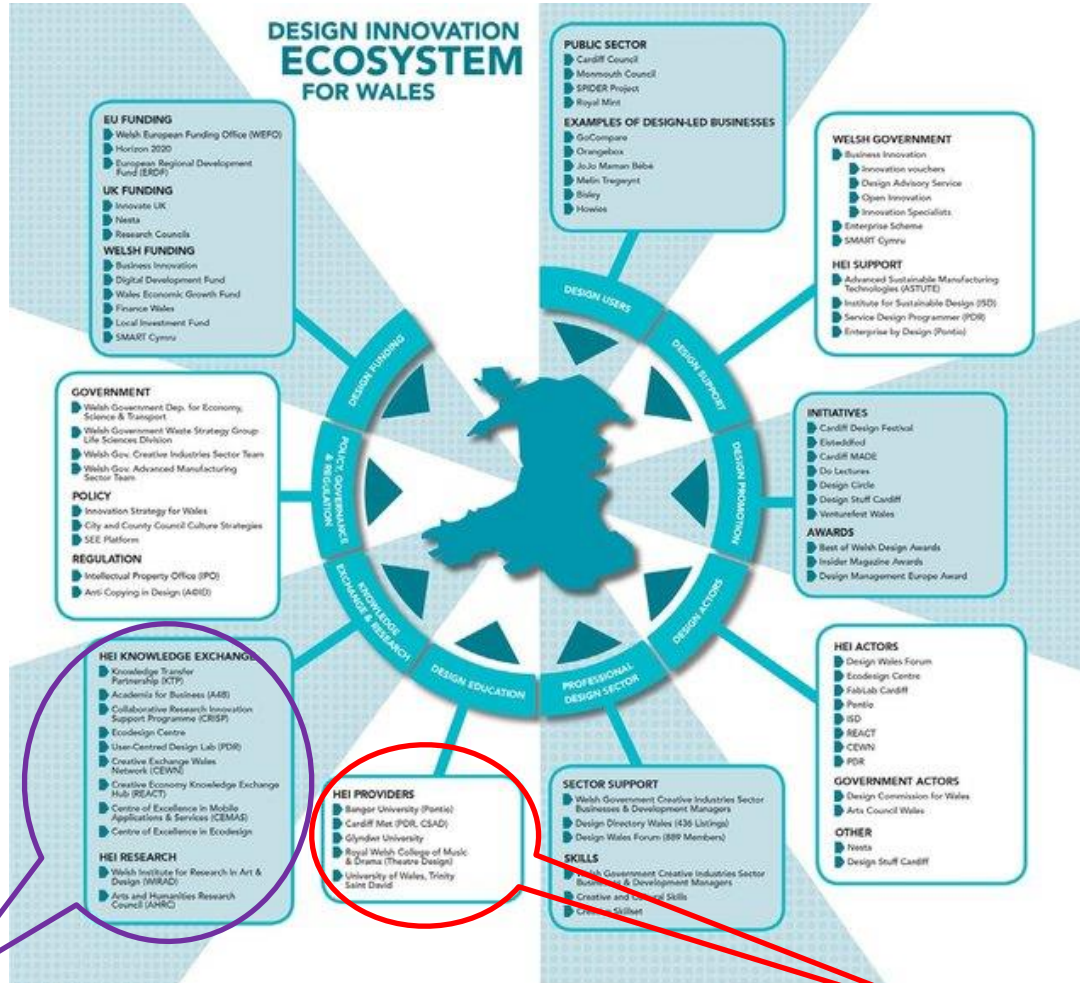 DESIGN INNOVATION
ECOSYSTEM
FOR WALES
EU FUNDING
Welsh European Funding Office (WEFO)
Horizon 2020
European Regional Development
Fund (ERDF)
UK FUNDING
Innovate UK
Nesta
Research Councils
WELSH FUNDING
Business Innovation
Digital Development Fund
Wales Economic Growth Fund
Finance Wales
Local Investment Fund
SMART Cymru
PUBLIC SECTOR
Cardiff Council
Monmouth Council
SPIDER Project
Royal Mint
EXAMPLES OF DESIGN-LED BUSINESSES
GoCompare
Orangebox
JoJo Maman Bébé
Melin Tregwynt
Bisley
Howies
WELSH GOVERNMENT
Business Innovation
Innovation vouchers
Design Advisory Service
Open Innovation
Innovation Specialists
Enterprise Scheme
SMART Cymru
HEI SUPPORT
Advanced Sustainable Manufacturing
Technologies (ASTUTE)
Institute for Sustainable Design (ISD)
Service Design Programmer (PDR)
Enterprise by Design (Pontio)
GOVERNMENT
Welsh Government Dep. for Economy,
Science & Transport
Welsh Government Waste Strategy Group
Life Sciences Division
Welsh Gov. Creative Industries Sector Team
Welsh Gov. Advanced Manufacturing
Sector Team
POLICY
Innovation Strategy for Wales
City and County Council Culture Strategies
SEE Platform
REGULATION
Intellectual Property Office (IPO)
Anti Copying in Design (ACID)
INITIATIVES
Cardiff Design Festival
Eisteddfod
Cardiff MADE
Do Lectures
Design Circle
Design Stuff Cardiff
Venturefest Wales
AWARDS
Best of Welsh Design Awards
Insider Magazine Awards
Design Management Europe Award
DESIGN FUNDING
POLICY, GOVERNANCE
& REGULATION
KNOWLEDGE
EXCHANGE & RESEARCH
DESIGN EDUCATION
PROFESSIONAL
DESIGN SECTOR
DESIGN ACTORS
DESIGN PROMOTION
DESIGN SUPPORT
DESIGN USERS
HEI KNOWLEDGE EXCHANGE
Knowledge Transfer
Partnership (KTP)
Academia for Business (A4B)
Collaborative Research Innovation
Support Programme (CRISP)
Ecodesign Centre
User-Centred Design Lab (PDR)
Creative Exchange Wales
Network (CEWN)
Creative Economy Knowledge Exchange
Hub (REACT)
Centre of Excellence in Mobile
Applications & Services (CEMAS)
Centre of Excellence in Ecodesign
HEI RESEARCH
Welsh Institute for Research in Art &
Design (WIRAD)
Arts and Humanities Research
Council (AHRC)
HEI PROVIDERS
Bangor University (Pontio)
Cardiff Met (PDR, CSAD)
Glyndwr University
Royal Welsh College of Music
& Drama (Theatre Design)
University of Wales, Trinity
Saint David
SECTOR SUPPORT
Welsh Government Creative Industries Sector
Businesses & Development Managers
Design Directory Wales (436 Listings)
Design Wales Forum (889 Members)
SKILLS
Welsh Government Creative Industries Sector
Businesses & Development Managers
Creative and Cultural Skills
Creative Skillset
HEI ACTORS
Design Wales Forum
Ecodesign Centre
FabLab Cardiff
Pontio
ISD
REACT
CEWN
PDR
GOVERNMENT ACTORS
Design Commission for Wales
Arts Council Wales
OTHER
Nesta
Design Stuff Cardiff